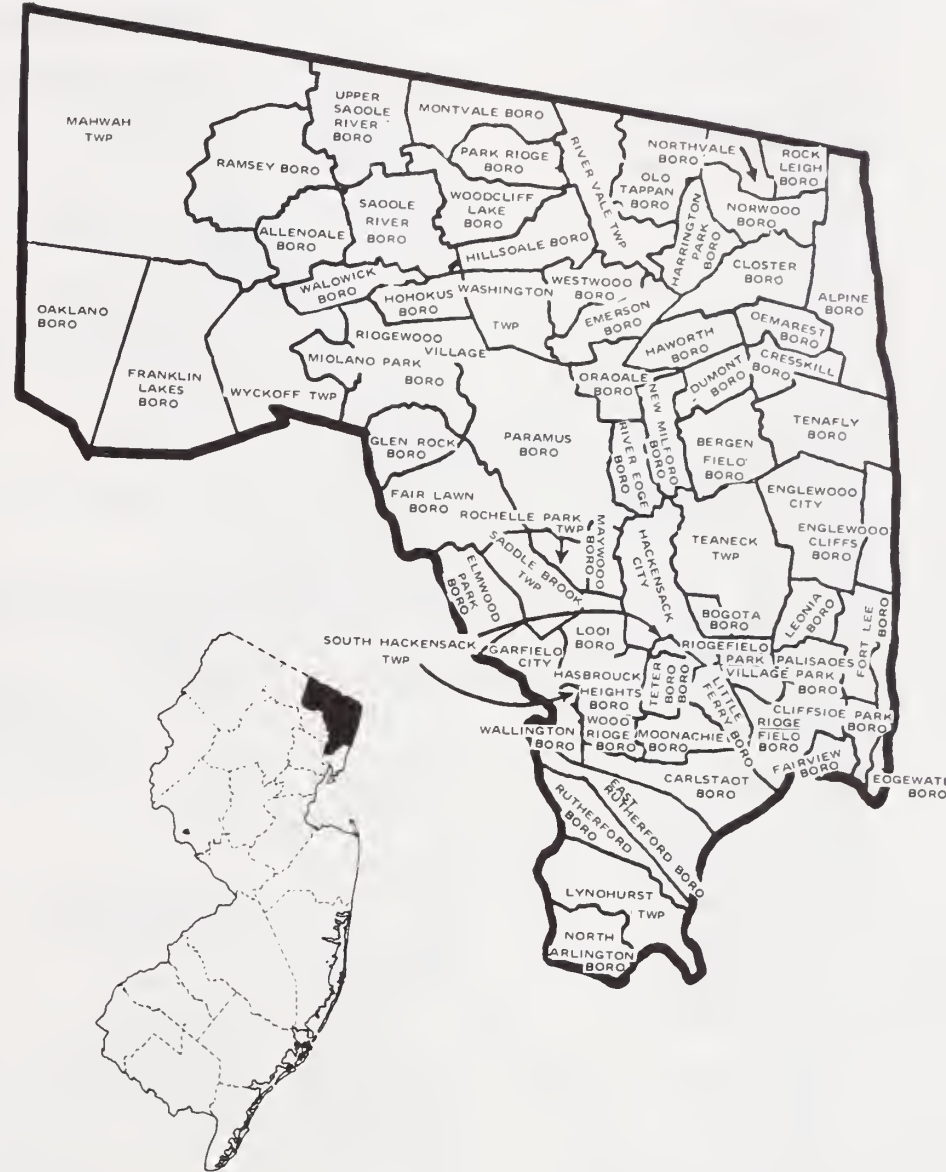 MAHWAH
TWP
RAMSEY BORO
UPPER
SAOOLE
RIVER
BORO
MONTVALE BORO
PARK RIDGE
BORO
RIVER VALE TWP
NORTHVALE
BORO
ROCK
LEIGH
BORO
OLO
TAPPAN
BORO
NORWOOO
BORO
HARRINGTON
PARK
BORO
ALLENOALE
BORO
SAOOLE
RIVER
BORO
WOODCLIFF
LAKE
BORO
HILLSOALE BORO
CLOSTER
BORO
ALPINE
BORO
OAKLANO
BORO
FRANKLIN
LAKES
BORO
WYCKOFF TWP
WALOWICK
BORO
HOHOKUS
BORO
WASHINGTON
TWP
WESTWOOO
BORO
EMERSON
BORO
OEMAREST
BORO
HAWORTH
BORO
CRESSKILL
BORO
RIOGEWOOO
VILLAGE
MIOLANO PARK
BORO
ORAOALE
BORO
DUMONT
BORO
NEW MILFORO
BORO
RIVER EDGE
BORO
BERGEN
FIELO
BORO
TENAFLY
BORO
GLEN ROCK
BORO
PARAMUS
BORO
FAIR LAWN
BORO
ROCHELLE PARK
TWP
MAYWOOD
BORO
HACKENSACK
CITY
TEANECK
TWP
ENGLEWOOO
CITY
ENGLEWOOO
CLIFFS
BORO
SADDLE BROOK
TWP
ELMWOOD
PARK
BORO
SOUTH HACKENSACK
TWP
GARFIELO
CITY
LOOI
BORO
BOGOTA
BORO
LEONIA
BORO
FORT LEE
BORO
RIOGEFIELO
PARK
VILLAGE
PALISAOES
PARK
BORO
HASBROUCK
HEIGHTS
BORO
TETER
BORO
BORO
LITTLE
FERRY BORO
WALLINGTON
BORO
WOOO
RIOGE
BORO
MOONACHIE
BORO
CLIFFSIDE PARK
BORO
RIOGE
FIELO
BORO
FAIRVIEW
BORO
EOGEWATE
BORO
CARLSTAOT
BORO
EAST
RUTHERFORD BORO
RUTHERFORD
BORO
LYNOHURST
TWP
NORTH
ARLINGTON
BORO